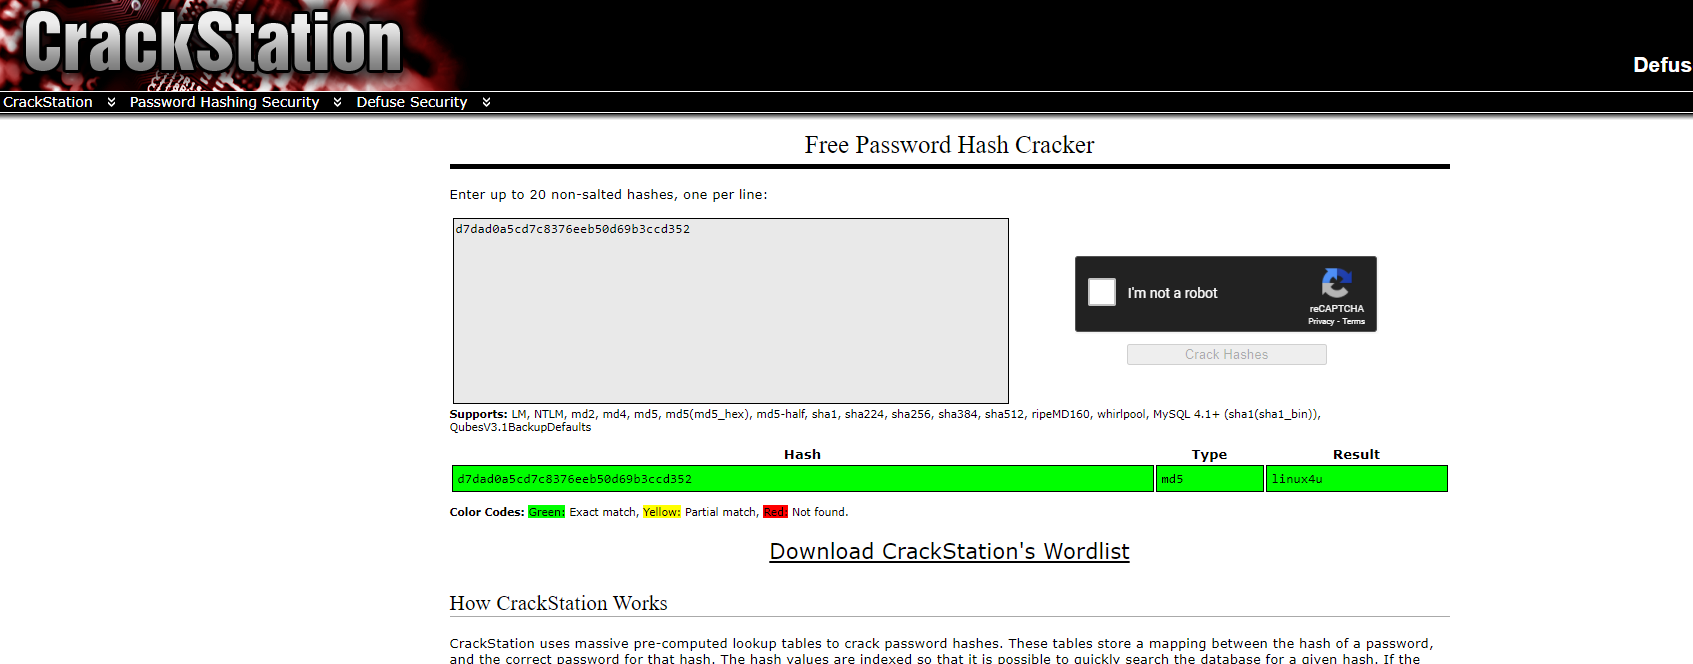 CrackStation
Defus
CrackStation Password Hashing Security Defuse Security
Free Password Hash Cracker
Enter up to 20 non-salted hashes, one per line:
d7dad0a5cd7c8376eeb50d69b3ccd352
I'm not a robot
reCAPTCHA
Privacy - Terms
Crack Hashes
Supports: LM, NTLM, md2, md4, md5, md5(md5_hex), md5-half, sha1, sha224, sha256, sha384, sha512, ripeMD160, whirlpool, MySQL 4.1+ (sha1(sha1_bin)),
QubesV3.1BackupDefaults
Hash Type Result
d7dad0a5cd7c8376eeb50d69b3ccd352 md5 linux4u
Color Codes: Green: Exact match, Yellow: Partial match, Red: Not found.
Download CrackStation's Wordlist
How CrackStation Works
CrackStation uses massive pre-computed lookup tables to crack password hashes. These tables store a mapping between the hash of a password,
and the correct password for that hash. The hash values are indexed so that it is possible to quickly search the database for a given hash. If the